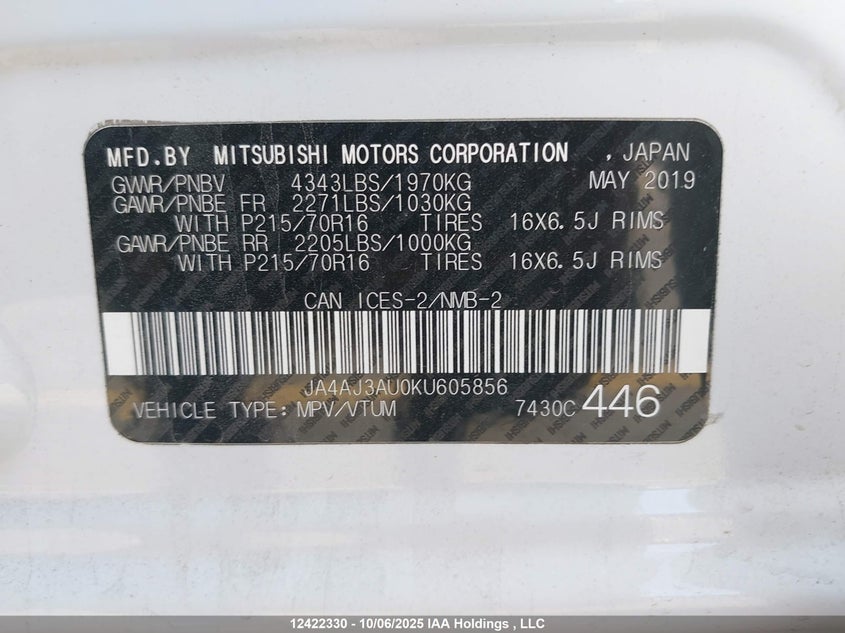 MFD.BY MITSUBISHI MOTORS CORPORATION , JAPAN
GVWR/PNBV 4343LBS/1970KG MAY 2019
GAWR/PNBE FR 2271LBS/1030KG
WITH P215/70R16 TIRES 16X6.5J RIMS
GAWR/PNBE RR 2205LBS/1000KG
WITH P215/70R16 TIRES 16X6.5J RIMS
CAN ICES-2/NMB-2
JA4AJ3AU0KU605856
VEHICLE TYPE:MPV/VTUM 7430C 446
12422330 - 10/06/2025 IAA Holdings , LLC